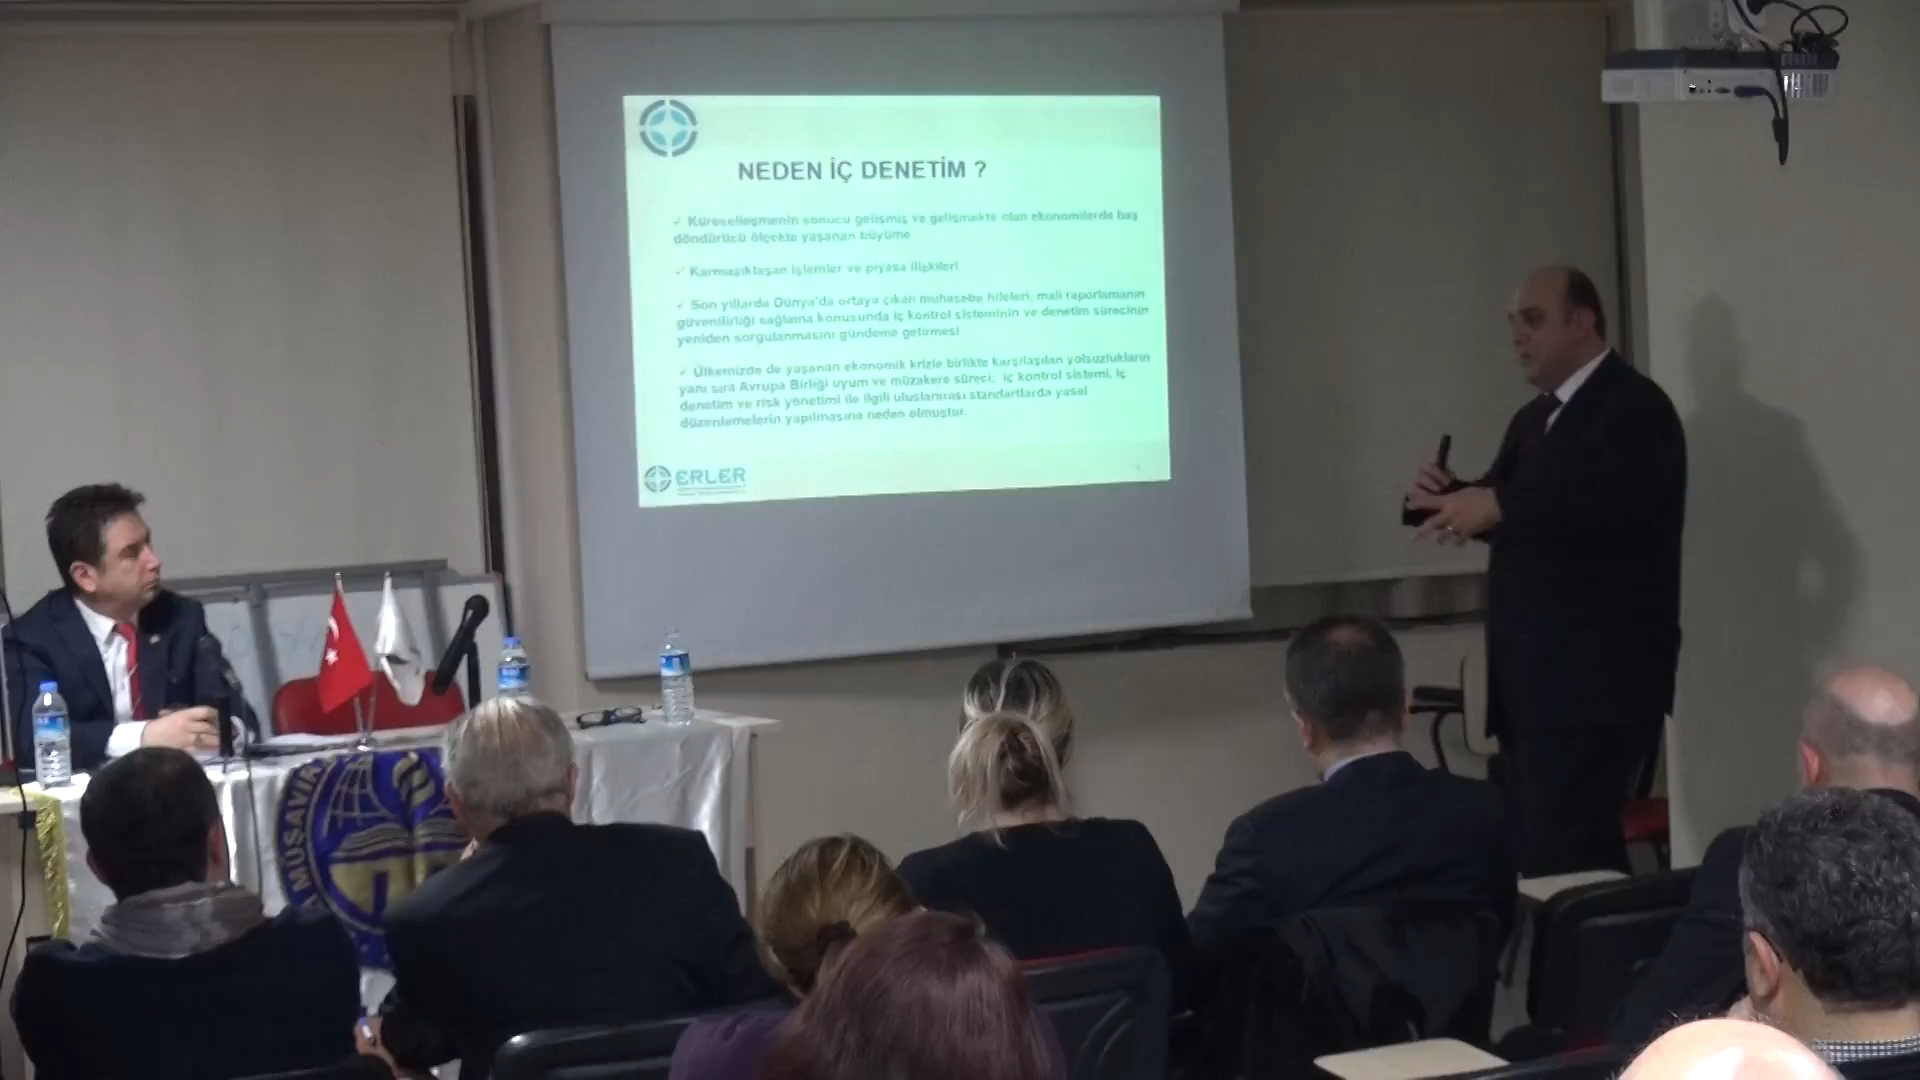 NEDEN İÇ DENETİM ?
✓ Küreselleşmenin sonucu gelişmiş ve gelişmekte olan ekonomilerde baş
döndürücü ölçekte yaşanan büyüme
✓ Karmaşıklaşan işlemler ve piyasa ilişkileri
✓ Son yıllarda Dünya'da ortaya çıkan muhasebe hileleri, mali raporlamanın
güvenilirliği sağlama konusunda iç kontrol sisteminin ve denetim sürecinin
yeniden sorgulanmasını gündeme getirmesi
✓ Ülkemizde de yaşanan ekonomik krizle birlikte karşılaşılan yolsuzlukların
yanı sıra Avrupa Birliği uyum ve müzakere süreci; iç kontrol sistemi, iç
denetim ve risk yönetimi ile ilgili uluslararası standartlarda yasal
düzenlemelerin yapılmasına neden olmuştur.
ERLER